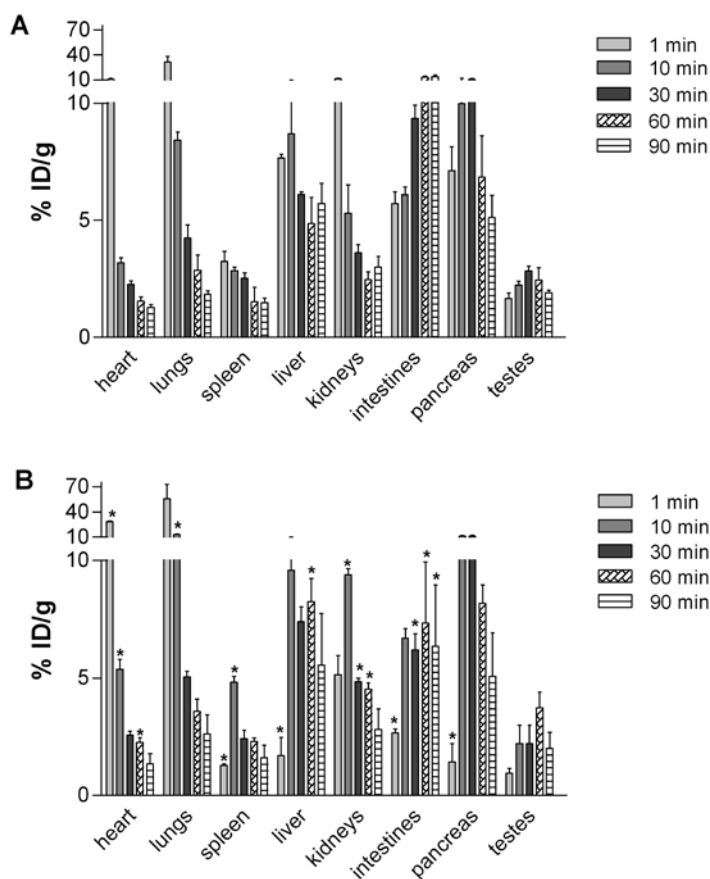 A
70
40
10
10
5
0
% ID/g
heart
lungs
spleen
liver
kidneys
intestines
pancreas
testes
1 min
10 min
30 min
60 min
90 min
B
70
40
10
10
5
0
% ID/g
* * * * * * * * * * * * * * *
heart
lungs
spleen
liver
kidneys
intestines
pancreas
testes
1 min
10 min
30 min
60 min
90 min